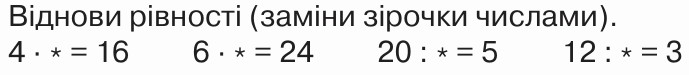 Віднови рівності (заміни зірочки числами).
4 · * = 16 6 · * = 24 20 : * = 5 12 : * = 3